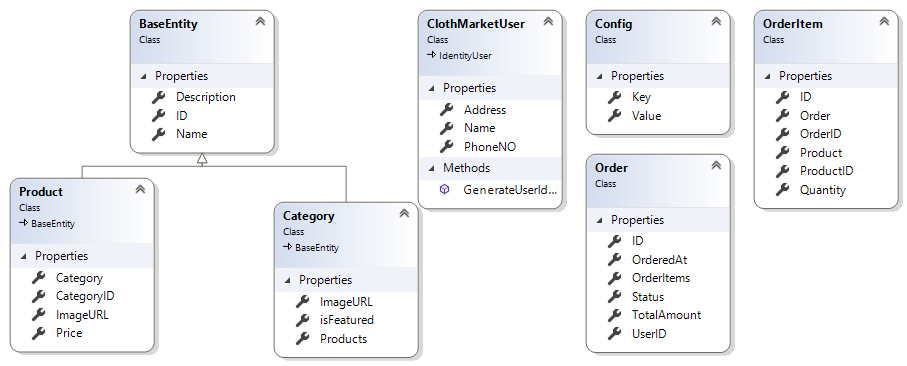 BaseEntity
Class
Properties
Description
ID
Name
Product
Class
BaseEntity
Properties
Category
CategoryID
ImageURL
Price
Category
Class
BaseEntity
Properties
ImageURL
isFeatured
Products
ClothMarketUser
Class
IdentityUser
Properties
Address
Name
PhoneNO
Methods
GenerateUserId...
Config
Class
Properties
Key
Value
Order
Class
Properties
ID
OrderedAt
OrderItems
Status
TotalAmount
UserID
OrderItem
Class
Properties
ID
Order
OrderID
Product
ProductID
Quantity